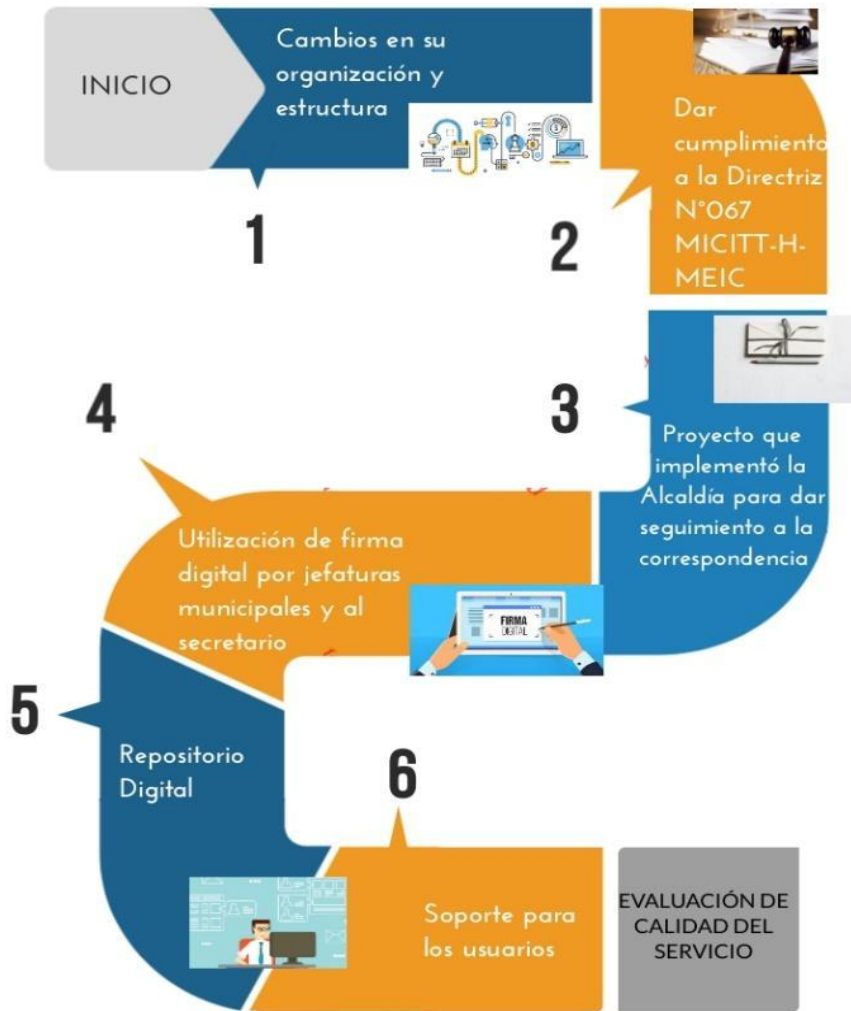 INICIO
Cambios en su
organización y
estructura
1
Dar
cumplimiento
a la Directriz
N°067
MICITT-H-
MEIC
2
3
Proyecto que
implementó la
Alcaldía para dar
seguimiento a la
correspondencia
4
Utilización de firma
digital por jefaturas
municipales y al
secretario
FIRMA
DIGITAL
5
Repositorio
Digital
6
Soporte para
los usuarios
EVALUACIÓN DE
CALIDAD DEL
SERVICIO